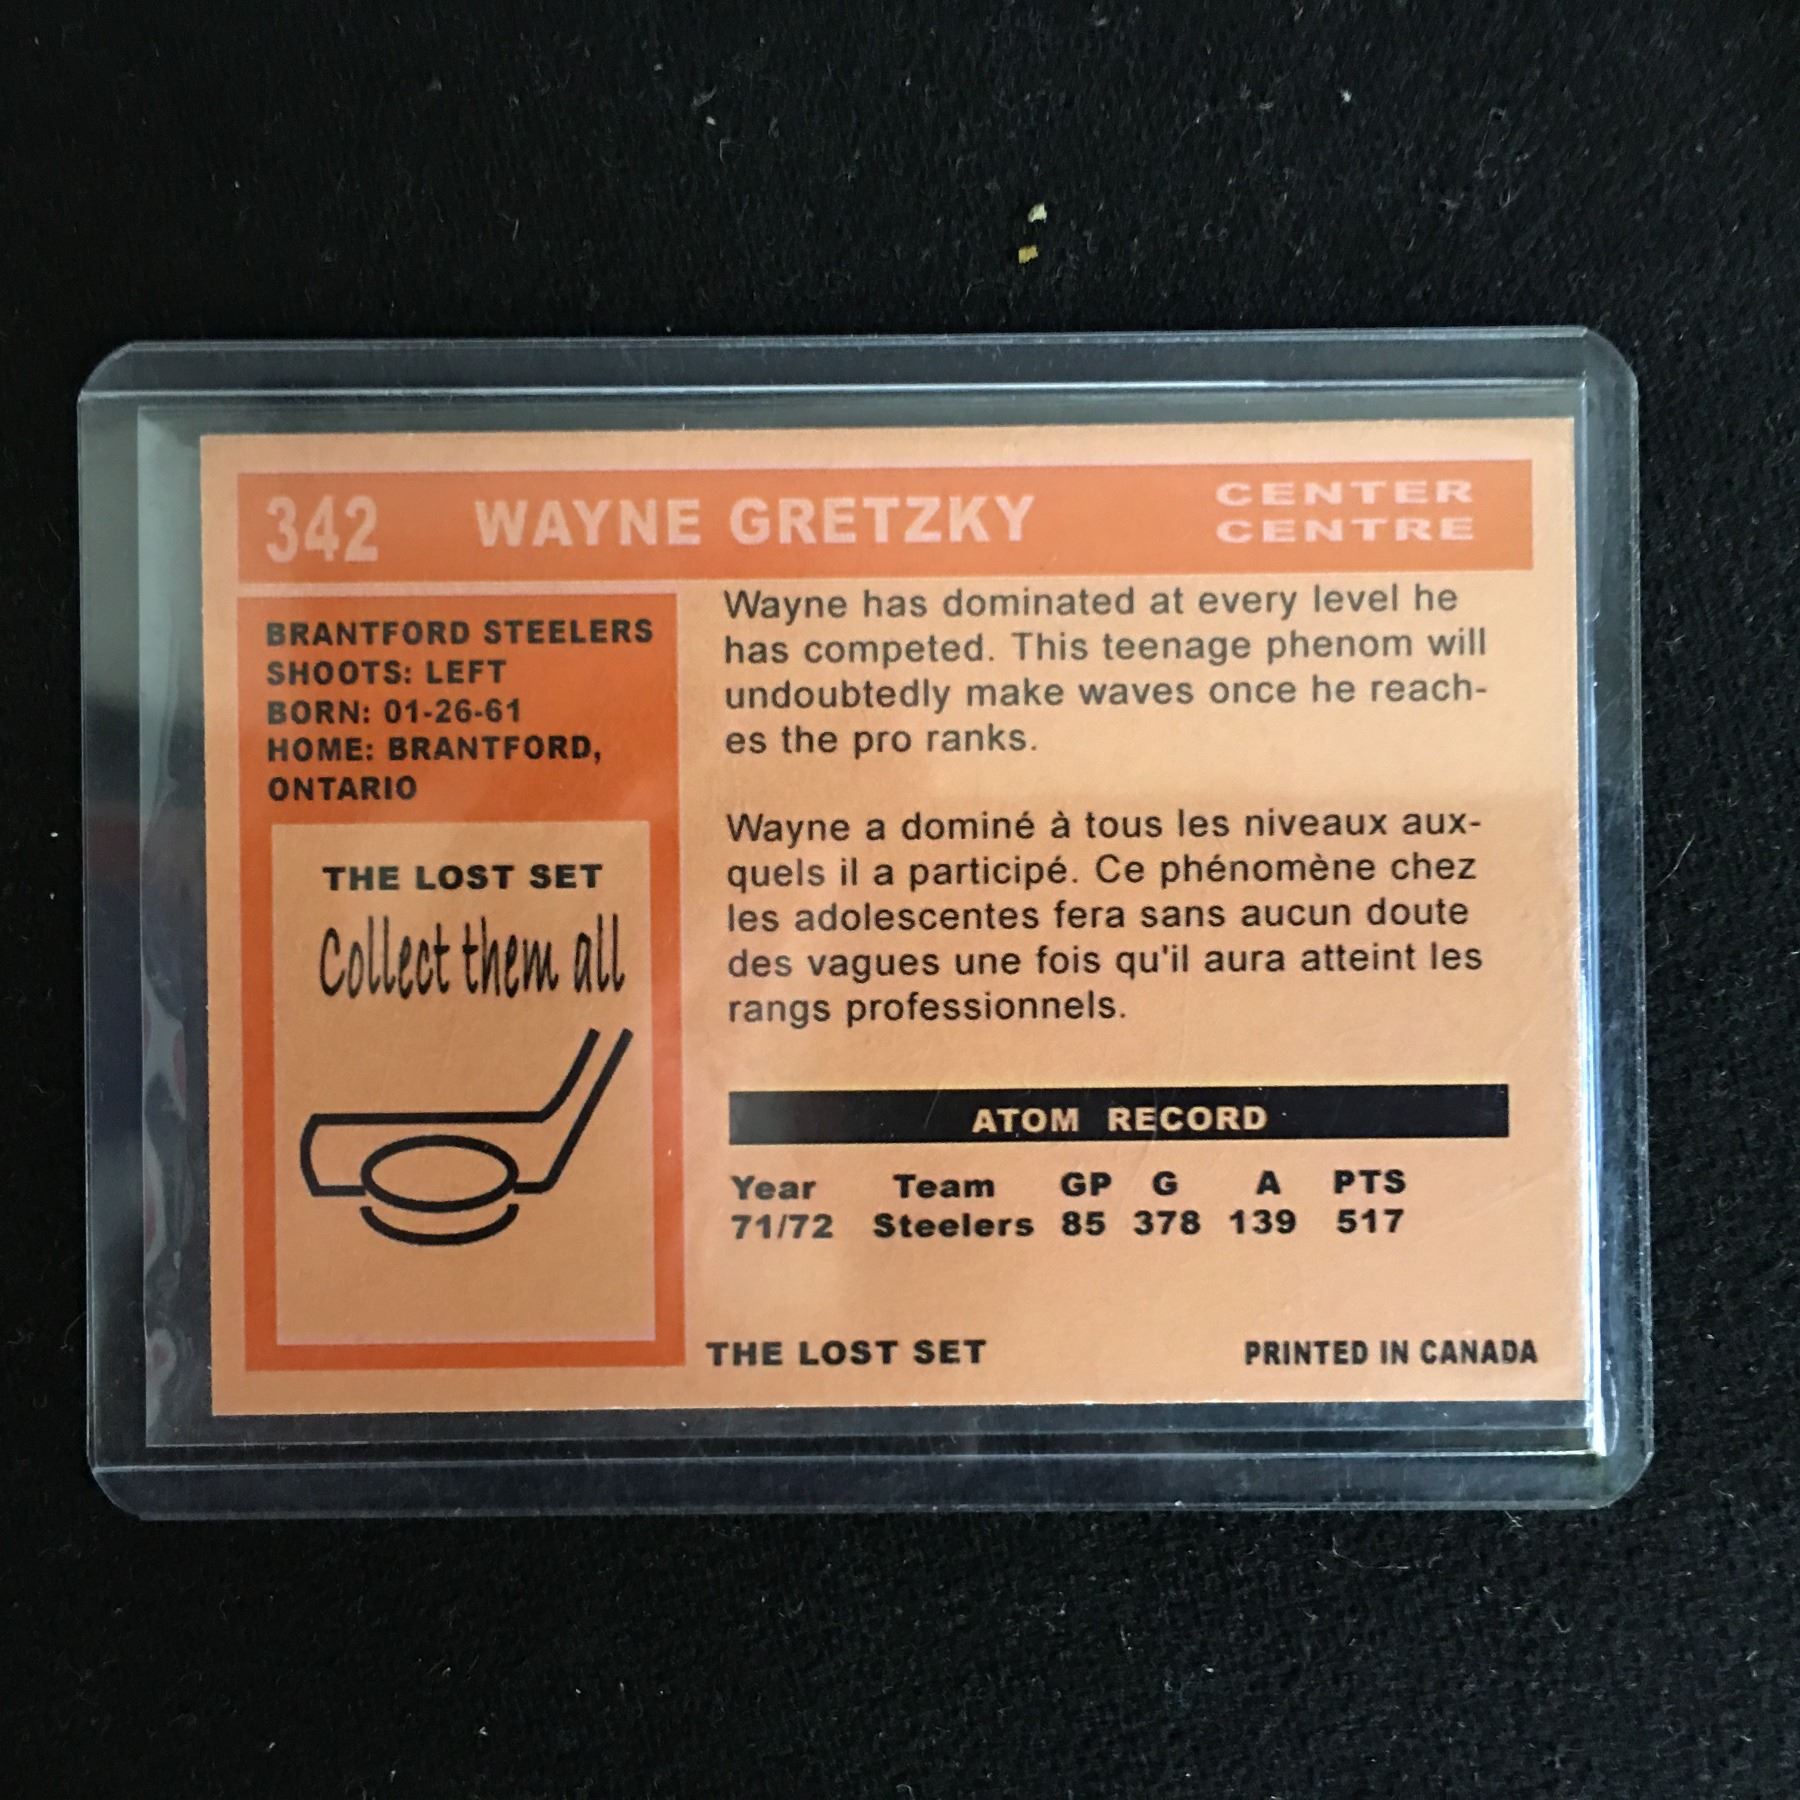 342 WAYNE GRETZKY CENTER
CENTRE
BRANTFORD STEELERS
SHOOTS: LEFT
BORN: 01-26-61
HOME: BRANTFORD,
ONTARIO
THE LOST SET
Collect them all
Wayne has dominated at every level he
has competed. This teenage phenom will
undoubtedly make waves once he reach-
es the pro ranks.
Wayne a dominé à tous les niveaux aux-
quels il a participé. Ce phénomène chez
les adolescentes fera sans aucun doute
des vagues une fois qu'il aura atteint les
rangs professionnels.
ATOM RECORD
Year Team GP G A PTS
71/72 Steelers 85 378 139 517
THE LOST SET PRINTED IN CANADA